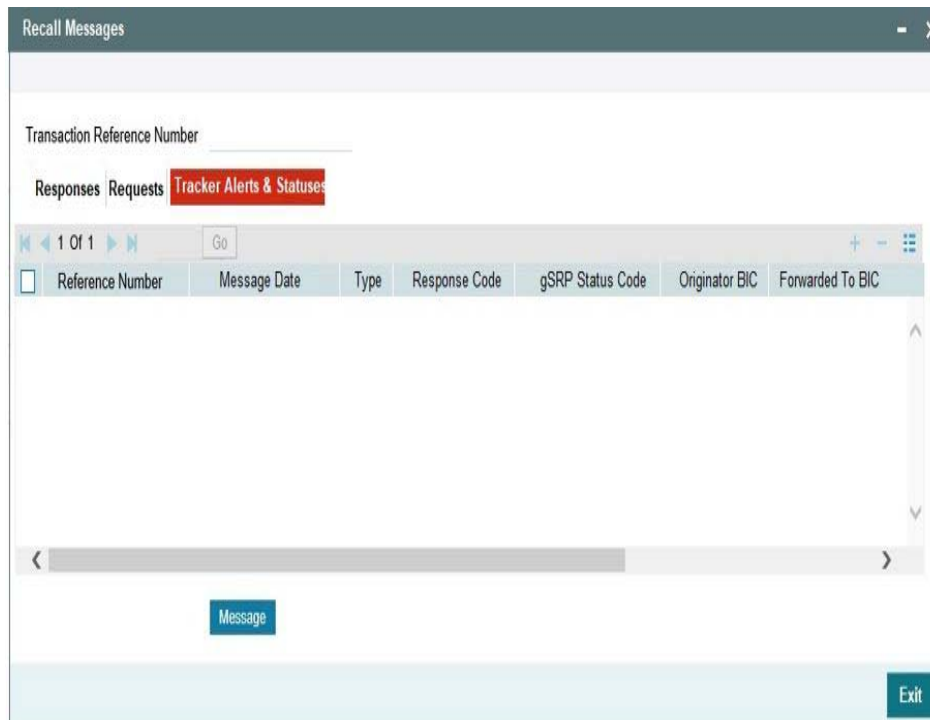 Recall Messages
Transaction Reference Number
Responses Requests Tracker Alerts & Statuses
1 Of 1 Go
Reference Number Message Date Type Response Code gSRP Status Code Originator BIC Forwarded To BIC
Message
Exit